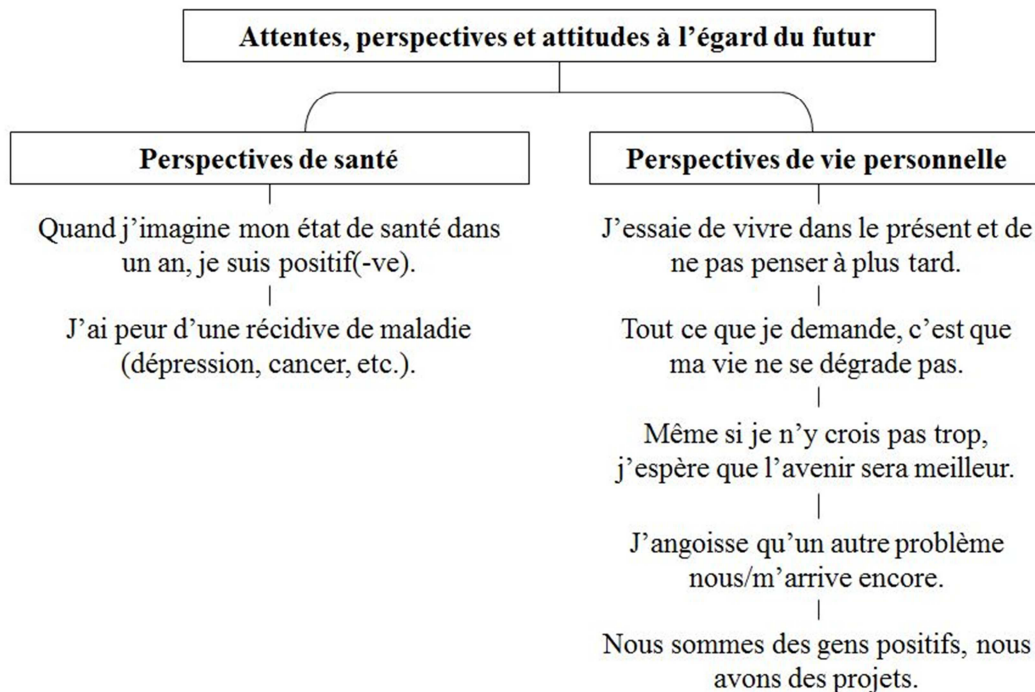 Attentes, perspectives et attitudes à l’égard du futur
Perspectives de santé
Quand j’imagine mon état de santé dans
un an, je suis positif(-ve).
J’ai peur d’une récidive de maladie
(dépression, cancer, etc.).
Perspectives de vie personnelle
J’essaie de vivre dans le présent et de
ne pas penser à plus tard.
Tout ce que je demande, c’est que
ma vie ne se dégrade pas.
Même si je n’y crois pas trop,
j’espère que l’avenir sera meilleur.
J’angoisse qu’un autre problème
nous/m’arrive encore.
Nous sommes des gens positifs, nous
avons des projets.